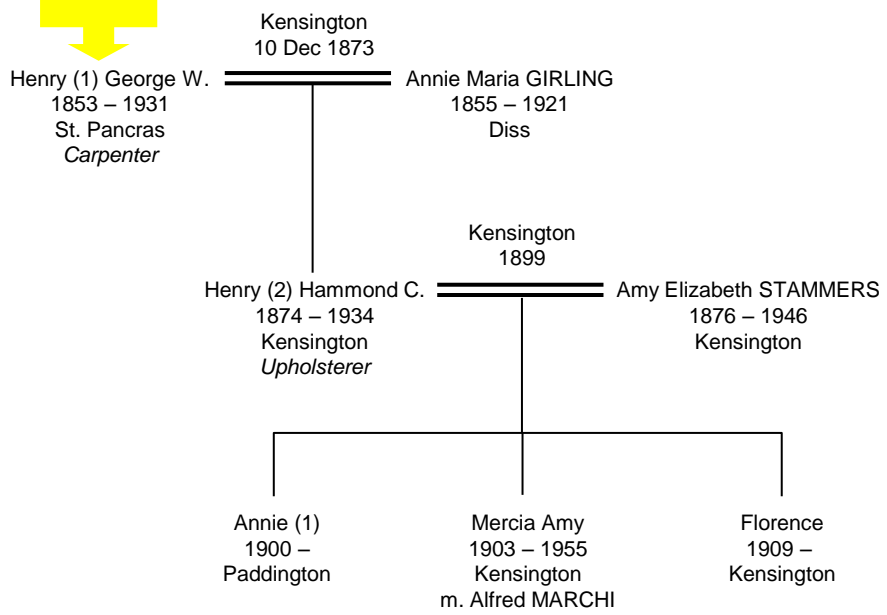 Kensington
10 Dec 1873
Henry (1) George W.
1853 – 1931
St. Pancras
Carpenter
Annie Maria GIRLING
1855 – 1921
Diss
Kensington
1899
Henry (2) Hammond C.
1874 – 1934
Kensington
Upholsterer
Amy Elizabeth STAMMERS
1876 – 1946
Kensington
Annie (1)
1900 –
Paddington
Mercia Amy
1903 – 1955
Kensington
m. Alfred MARCHI
Florence
1909 –
Kensington